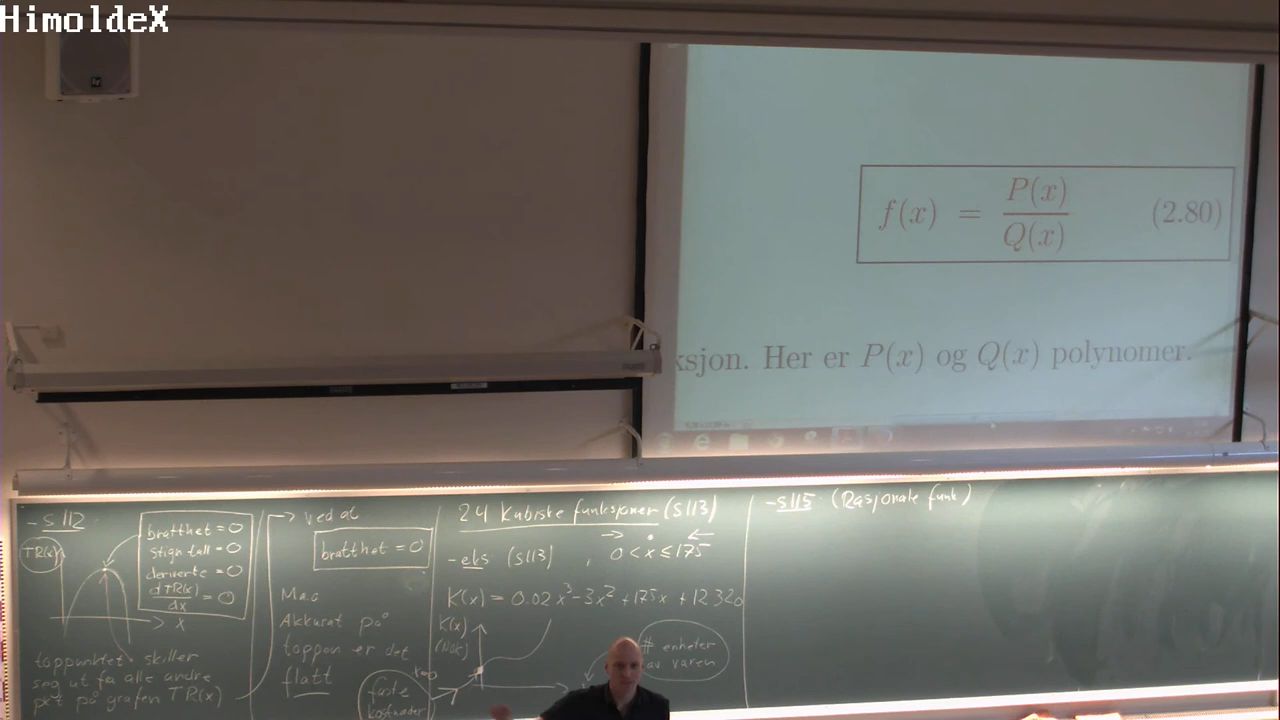 HimoldeX
f(x) = P(x)/Q(x) (2.80)
ksjon. Her er P(x) og Q(x) polynomer.
- S 112
TR(x)
bratthet = 0
stigntall = 0
deriverte = 0
dTR(x)/dx = 0
x
toppunktet skiller
seg ut fra alle andre
pkt på grafen TR(x)
→ ved at
bratthet = 0
Akkurat på
toppen er det
flatt
faste
kostnader
2.4 Kubiske funksjoner (s113)
- eks (s113) , 0 < x ≤ 175
K(x) = 0.02x³ - 3x² + 175x + 12 320
K(x)
(NOK)
# enheter
av varen
- S115 (Rasjonale funk)